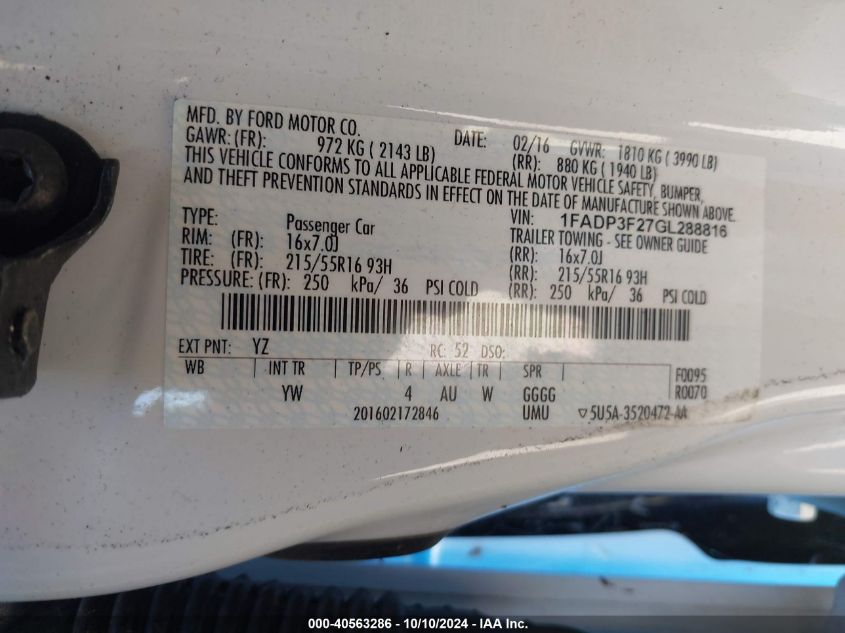 MFD. BY FORD MOTOR CO.
DATE: 02/16 GVWR: 1810 KG ( 3990 LB)
GAWR: (FR): 972 KG ( 2143 LB) (RR): 880 KG ( 1940 LB)
THIS VEHICLE CONFORMS TO ALL APPLICABLE FEDERAL MOTOR VEHICLE SAFETY, BUMPER,
AND THEFT PREVENTION STANDARDS IN EFFECT ON THE DATE OF MANUFACTURE SHOWN ABOVE.
VIN: 1FADP3F27GL288816
TYPE: Passenger Car TRAILER TOWING - SEE OWNER GUIDE
RIM: (FR): 16x7.0J (RR): 16x7.0J
TIRE: (FR): 215/55R16 93H (RR): 215/55R16 93H
PRESSURE: (FR): 250 kPa/ 36 PSI COLD (RR): 250 kPa/ 36 PSI COLD
EXT PNT: YZ RC: 52 DSO:
WB INT TR TP/PS R AXLE TR SPR F0095
YW 4 AU W GGGG R0070
201602172846 UMU ▽5U5A-3520472-AA
000-40563286 - 10/10/2024 - IAA Inc.